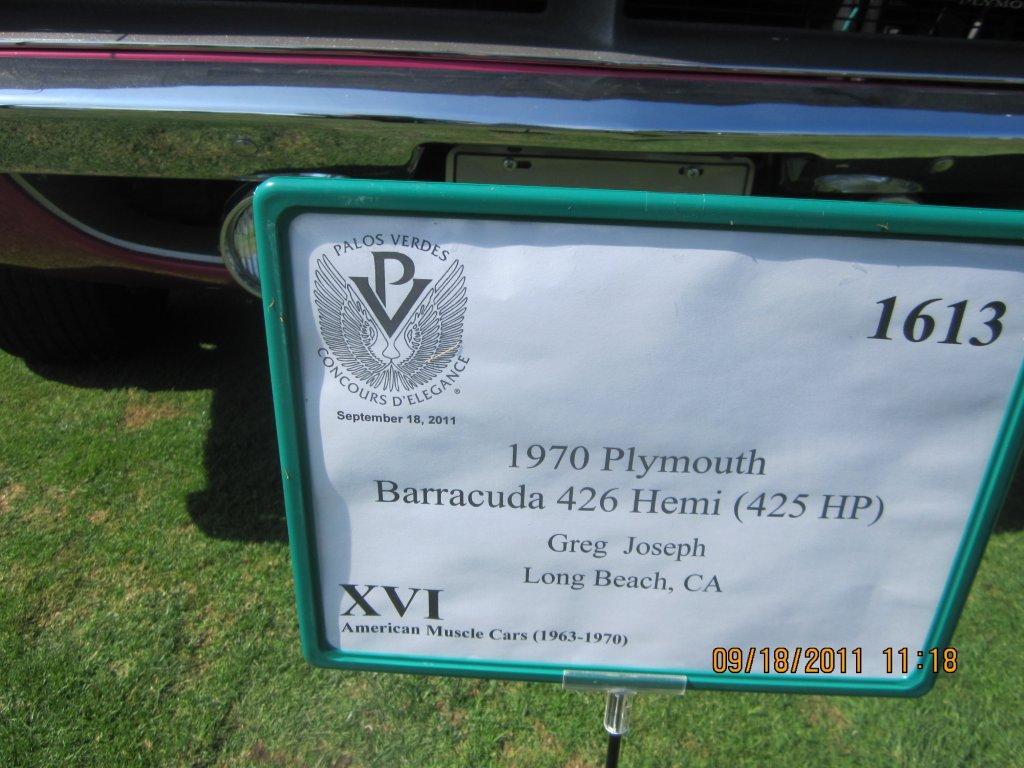 PALOS VERDES
PV
CONCOURS D'ELEGANCE®
September 18, 2011
1613
1970 Plymouth
Barracuda 426 Hemi (425 HP)
Greg Joseph
Long Beach, CA
XVI
American Muscle Cars (1963-1970)
09/18/2011 11:18